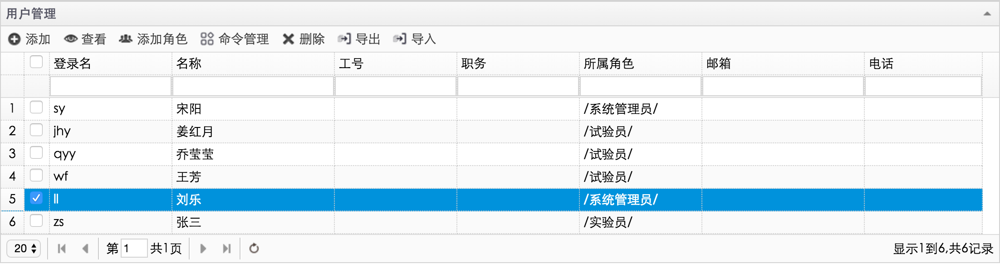 用户管理
添加 查看 添加角色 命令管理 删除 导出 导入
登录名 名称 工号 职务 所属角色 邮箱 电话
1 sy 宋阳 /系统管理员/
2 jhy 姜红月 /试验员/
3 qyy 乔莹莹 /试验员/
4 wf 王芳 /试验员/
5 ll 刘乐 /系统管理员/
6 zs 张三 /实验员/
20 第 1 共1页 显示1到6,共6记录